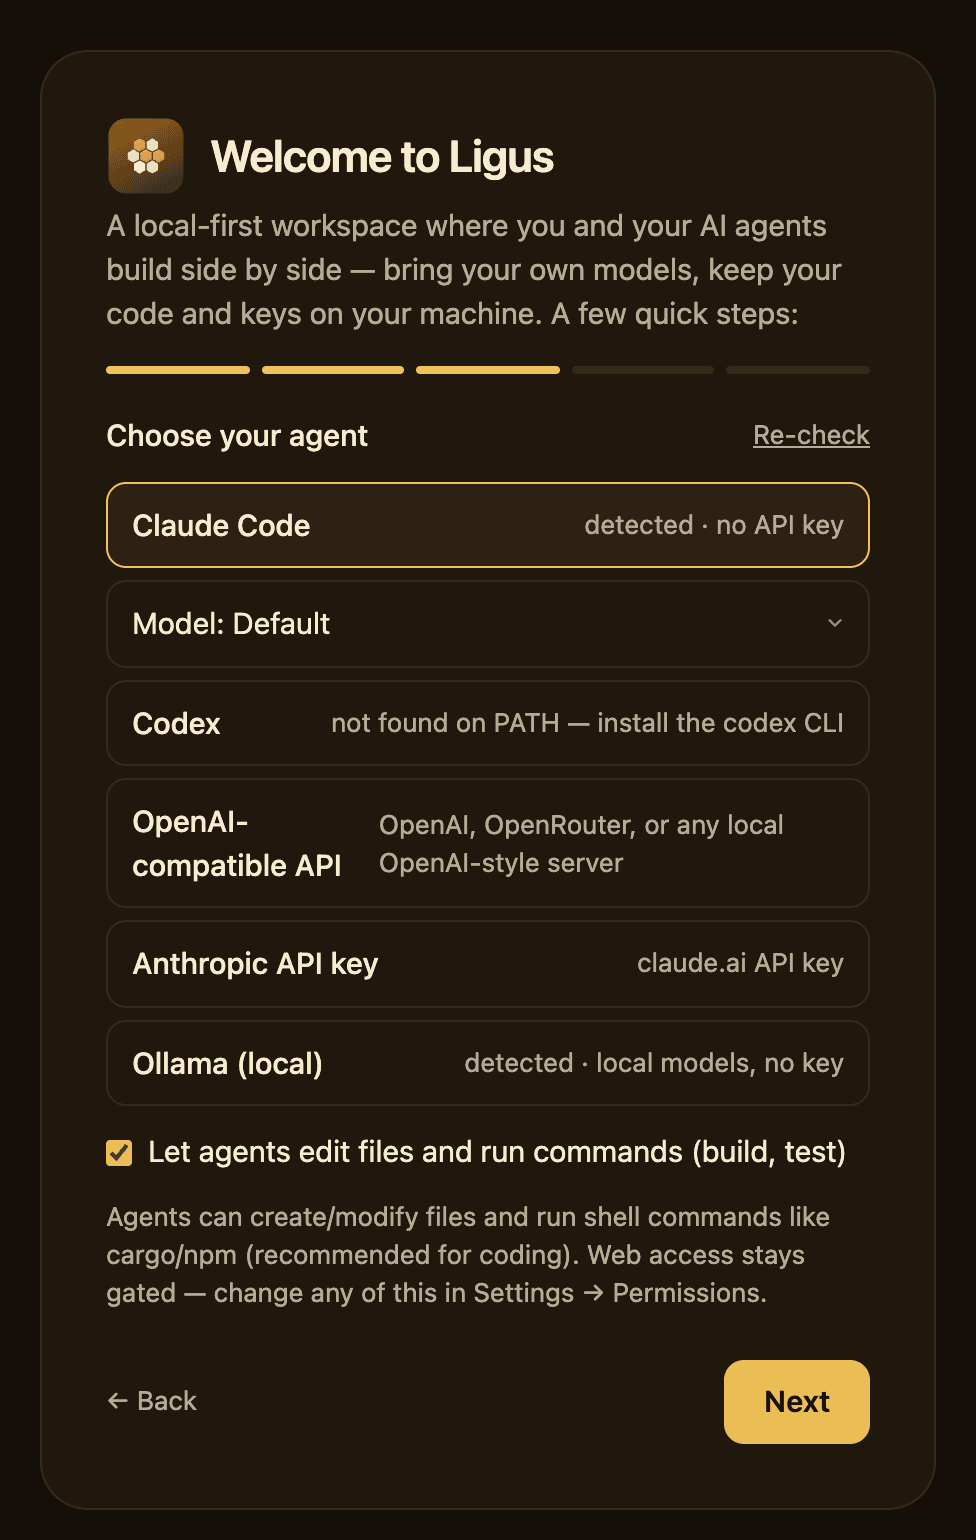 Welcome to Ligus
A local-first workspace where you and your AI agents
build side by side — bring your own models, keep your
code and keys on your machine. A few quick steps:
Choose your agent
Re-check
Claude Code
detected · no API key
Model: Default
Codex
not found on PATH — install the codex CLI
OpenAI-
compatible API
OpenAI, OpenRouter, or any local
OpenAI-style server
Anthropic API key
claude.ai API key
Ollama (local)
detected · local models, no key
Let agents edit files and run commands (build, test)
Agents can create/modify files and run shell commands like
cargo/npm (recommended for coding). Web access stays
gated — change any of this in Settings → Permissions.
← Back
Next